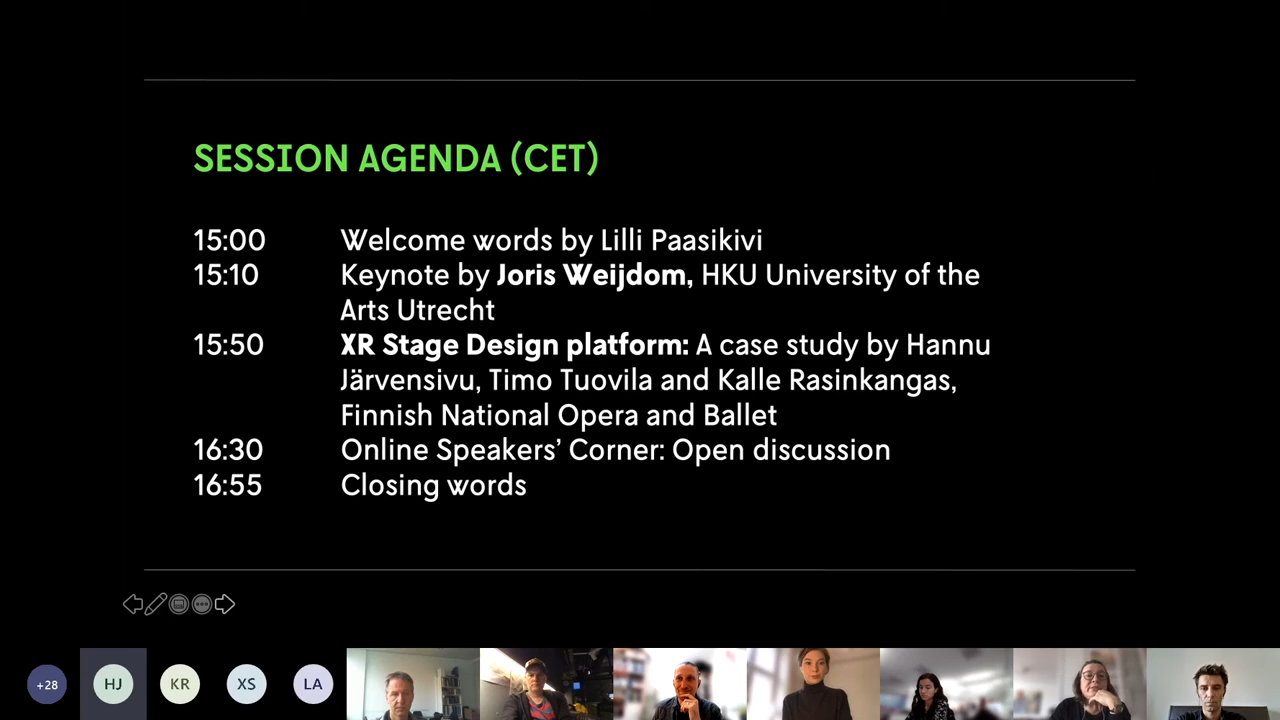 SESSION AGENDA (CET)
15:00 Welcome words by Lilli Paasikivi
15:10 Keynote by Joris Weijdom, HKU University of the
Arts Utrecht
15:50 XR Stage Design platform: A case study by Hannu
Järvensivu, Timo Tuovila and Kalle Rasinkangas,
Finnish National Opera and Ballet
16:30 Online Speakers’ Corner: Open discussion
16:55 Closing words
+28 HJ KR XS LA